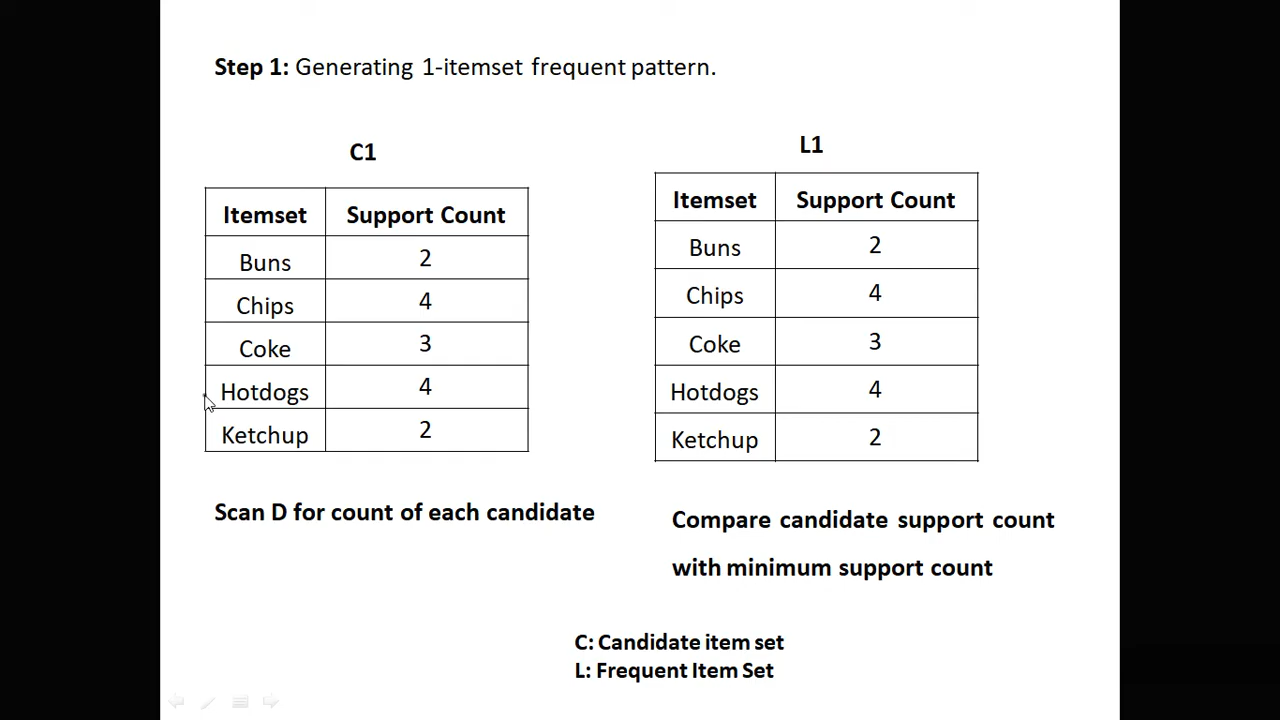 Step 1: Generating 1-itemset frequent pattern.
C1
Itemset Support Count
Buns 2
Chips 4
Coke 3
Hotdogs 4
Ketchup 2
Scan D for count of each candidate
L1
Itemset Support Count
Buns 2
Chips 4
Coke 3
Hotdogs 4
Ketchup 2
Compare candidate support count
with minimum support count
C: Candidate item set
L: Frequent Item Set